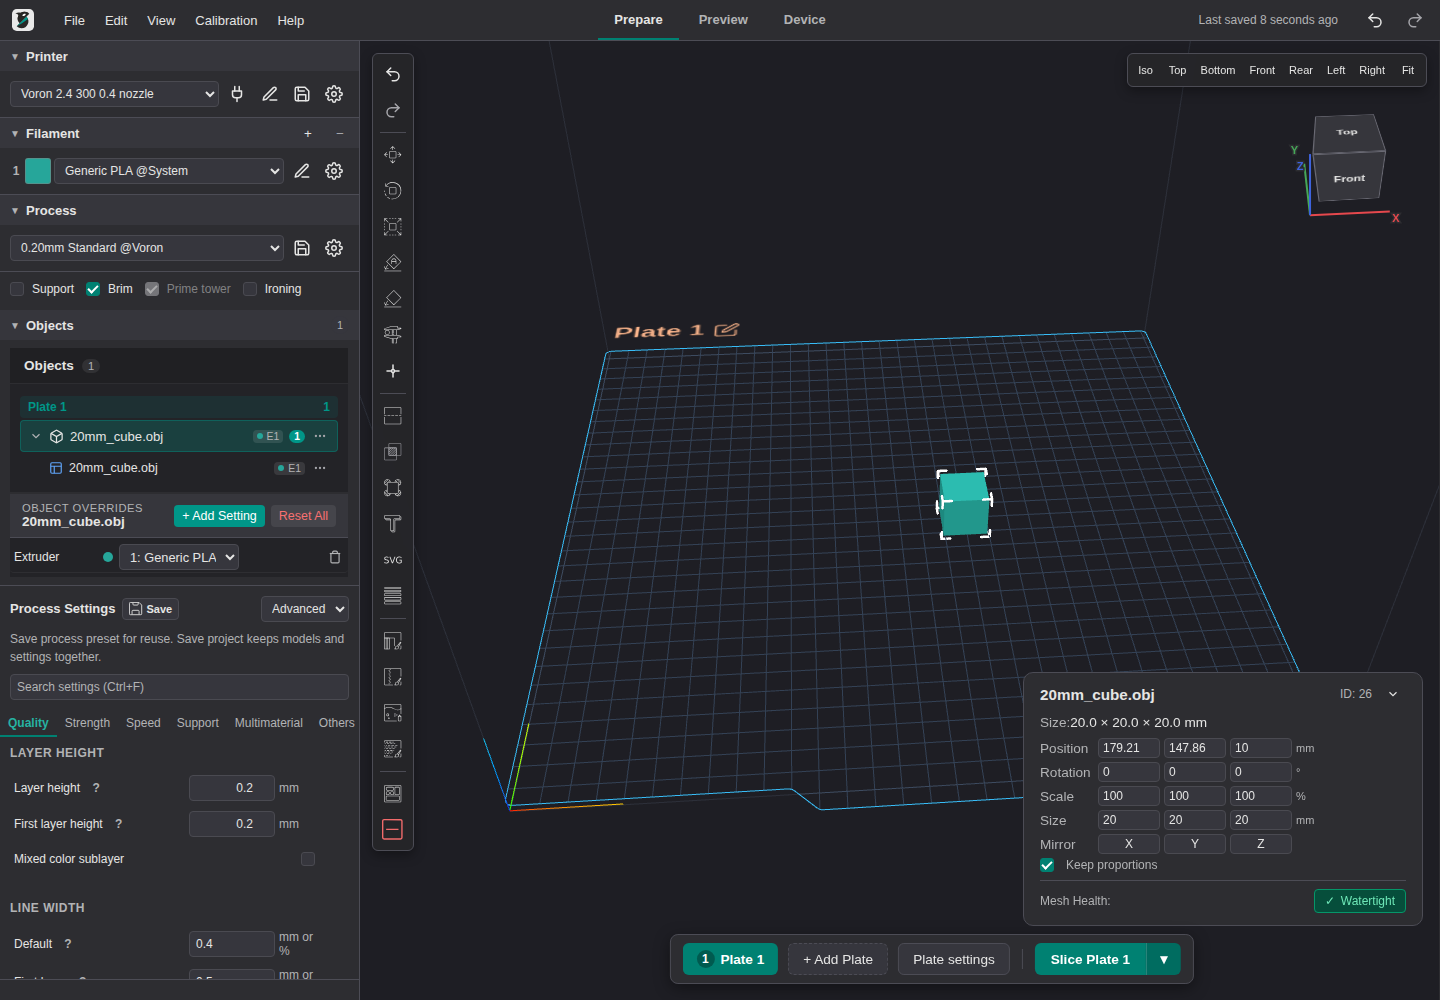 File Edit View Calibration Help
Prepare Preview Device
Last saved 8 seconds ago
Printer
Voron 2.4 300 0.4 nozzle
Filament + −
1 Generic PLA @System
Process
0.20mm Standard @Voron
Support Brim Prime tower Ironing
Objects 1
Objects 1
Plate 1 1
20mm_cube.obj E1 1 ···
20mm_cube.obj E1 ···
OBJECT OVERRIDES
20mm_cube.obj
+ Add Setting Reset All
Extruder 1: Generic PLA
Process Settings Save Advanced
Save process preset for reuse. Save project keeps models and
settings together.
Search settings (Ctrl+F)
Quality Strength Speed Support Multimaterial Others
LAYER HEIGHT
Layer height ? 0.2 mm
First layer height ? 0.2 mm
Mixed color sublayer
LINE WIDTH
Default ? 0.4 mm or
%
mm or
SVG
Iso Top Bottom Front Rear Left Right Fit
Top
Front
Y
Z
X
Plate 1
20mm_cube.obj ID: 26
Size:20.0 × 20.0 × 20.0 mm
Position 179.21 147.86 10 mm
Rotation 0 0 0 °
Scale 100 100 100 %
Size 20 20 20 mm
Mirror X Y Z
Keep proportions
Mesh Health: ✓ Watertight
1 Plate 1 + Add Plate Plate settings Slice Plate 1 ▼